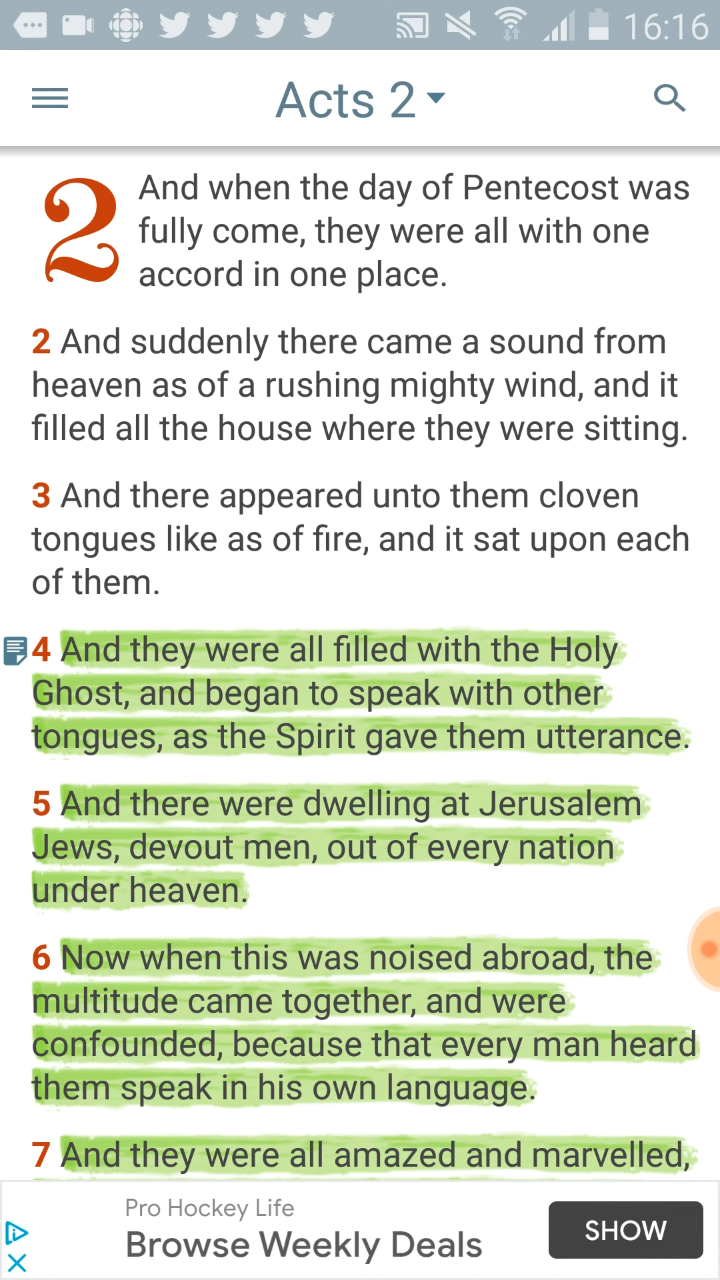 16:16
Acts 2
2 And when the day of Pentecost was
fully come, they were all with one
accord in one place.
2 And suddenly there came a sound from
heaven as of a rushing mighty wind, and it
filled all the house where they were sitting.
3 And there appeared unto them cloven
tongues like as of fire, and it sat upon each
of them.
4 And they were all filled with the Holy
Ghost, and began to speak with other
tongues, as the Spirit gave them utterance.
5 And there were dwelling at Jerusalem
Jews, devout men, out of every nation
under heaven.
6 Now when this was noised abroad, the
multitude came together, and were
confounded, because that every man heard
them speak in his own language.
7 And they were all amazed and marvelled,
Pro Hockey Life
Browse Weekly Deals
SHOW